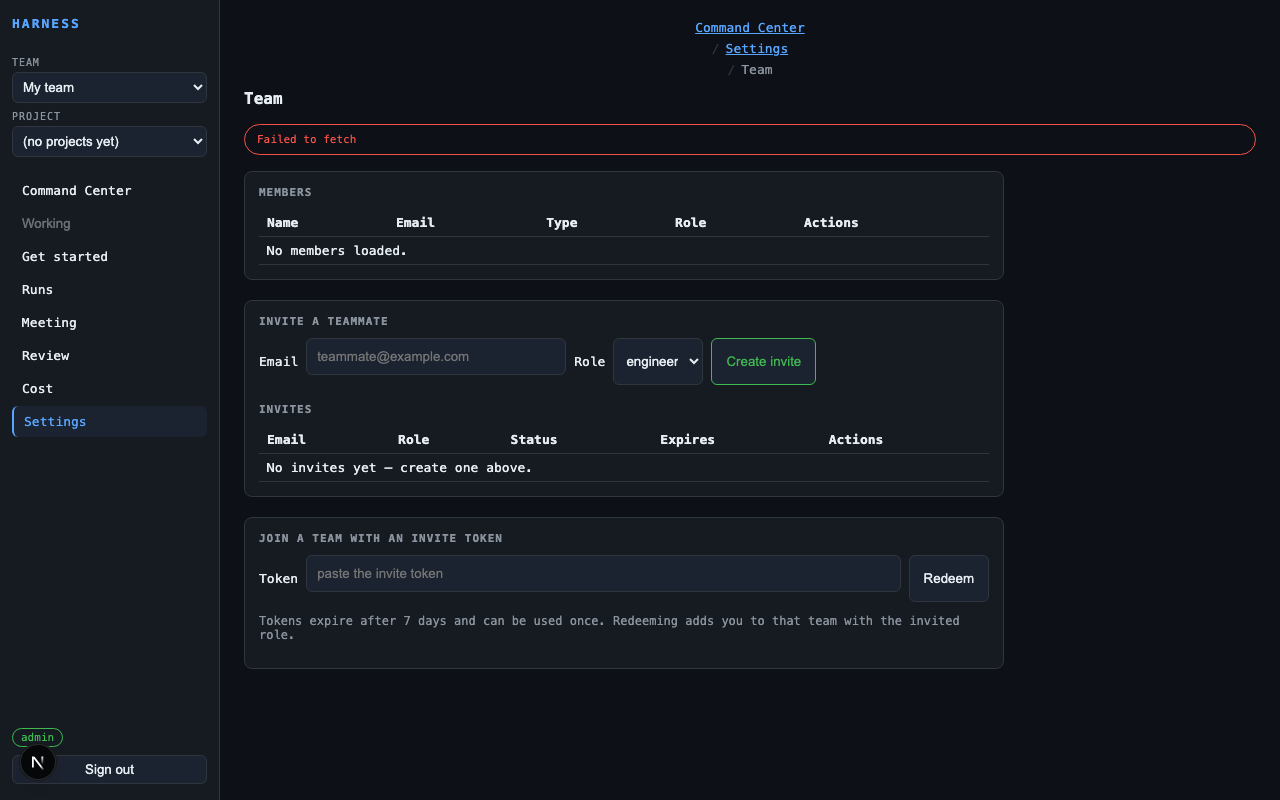 HARNESS
TEAM
My team
PROJECT
(no projects yet)
Command Center
Working
Get started
Runs
Meeting
Review
Cost
Settings
admin
N
Sign out
Command Center
/ Settings
/ Team
Team
Failed to fetch
MEMBERS
Name Email Type Role Actions
No members loaded.
INVITE A TEAMMATE
Email teammate@example.com Role engineer Create invite
INVITES
Email Role Status Expires Actions
No invites yet — create one above.
JOIN A TEAM WITH AN INVITE TOKEN
Token paste the invite token Redeem
Tokens expire after 7 days and can be used once. Redeeming adds you to that team with the invited
role.